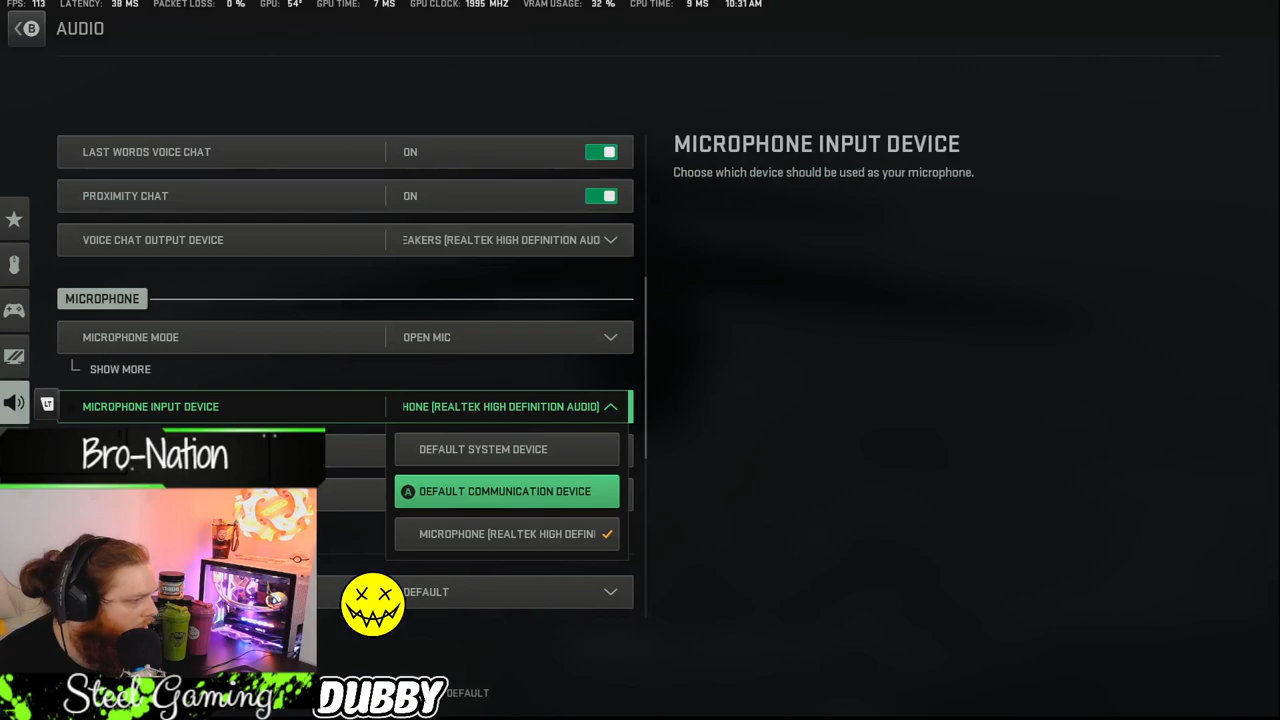 FPS: 113 LATENCY: 38 MS PACKET LOSS: 0 % GPU: 54° GPU TIME: 7 MS GPU CLOCK: 1995 MHZ VRAM USAGE: 32 % CPU TIME: 9 MS 10:31 AM
B AUDIO
LAST WORDS VOICE CHAT ON
PROXIMITY CHAT ON
VOICE CHAT OUTPUT DEVICE EAKERS (REALTEK HIGH DEFINITION AUD
MICROPHONE
MICROPHONE MODE OPEN MIC
SHOW MORE
LT MICROPHONE INPUT DEVICE HONE [REALTEK HIGH DEFINITION AUDIO]
DEFAULT SYSTEM DEVICE
A DEFAULT COMMUNICATION DEVICE
MICROPHONE [REALTEK HIGH DEFINI
DEFAULT
DEFAULT
MICROPHONE INPUT DEVICE
Choose which device should be used as your microphone.
Bro-Nation
Steel Gaming
DUBBY